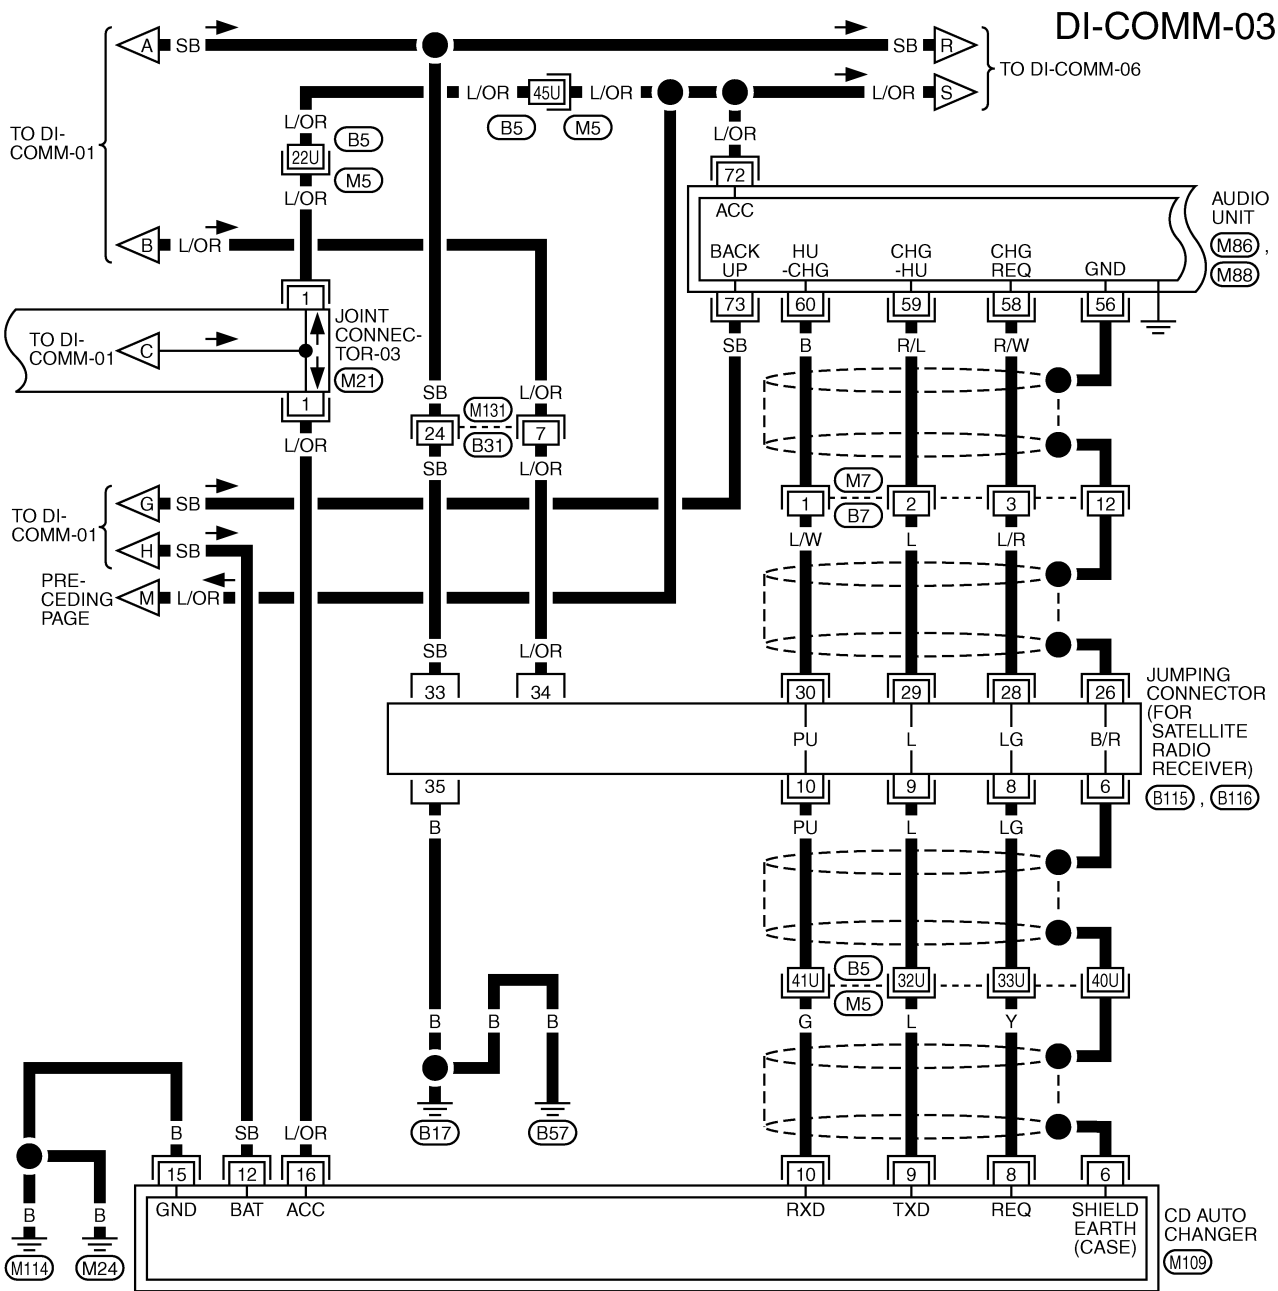 DI-COMM-03
A SB
SB R
TO DI-COMM-06
L/OR 45U L/OR
L/OR S
B5 M5
TO DI-
COMM-01
L/OR
B5
22U
M5
L/OR
L/OR
72
ACC
AUDIO
UNIT
M86 ,
M88
B L/OR
BACK
UP
HU
-CHG
CHG
-HU
CHG
REQ
GND
73 60 59 58 56
SB B R/L R/W
1
TO DI-
COMM-01
C
JOINT
CONNEC-
TOR-03
M21
1
L/OR
SB L/OR
24 M131 7
B31
SB L/OR
TO DI-
COMM-01
G SB
H SB
PRE-
CEDING
PAGE
M L/OR
M7
1 2 3 12
B7
L/W L L/R
SB L/OR
33 34 30 29 28 26
JUMPING
CONNECTOR
(FOR
SATELLITE
RADIO
RECEIVER)
B115 , B116
PU L LG B/R
35 10 9 8 6
B PU L LG
B5
41U 32U 33U 40U
M5
B B B G L Y
B17 B57
B SB L/OR
15 12 16 10 9 8 6
GND BAT ACC RXD TXD REQ
SHIELD
EARTH
(CASE)
CD AUTO
CHANGER
M109
B B
M114 M24